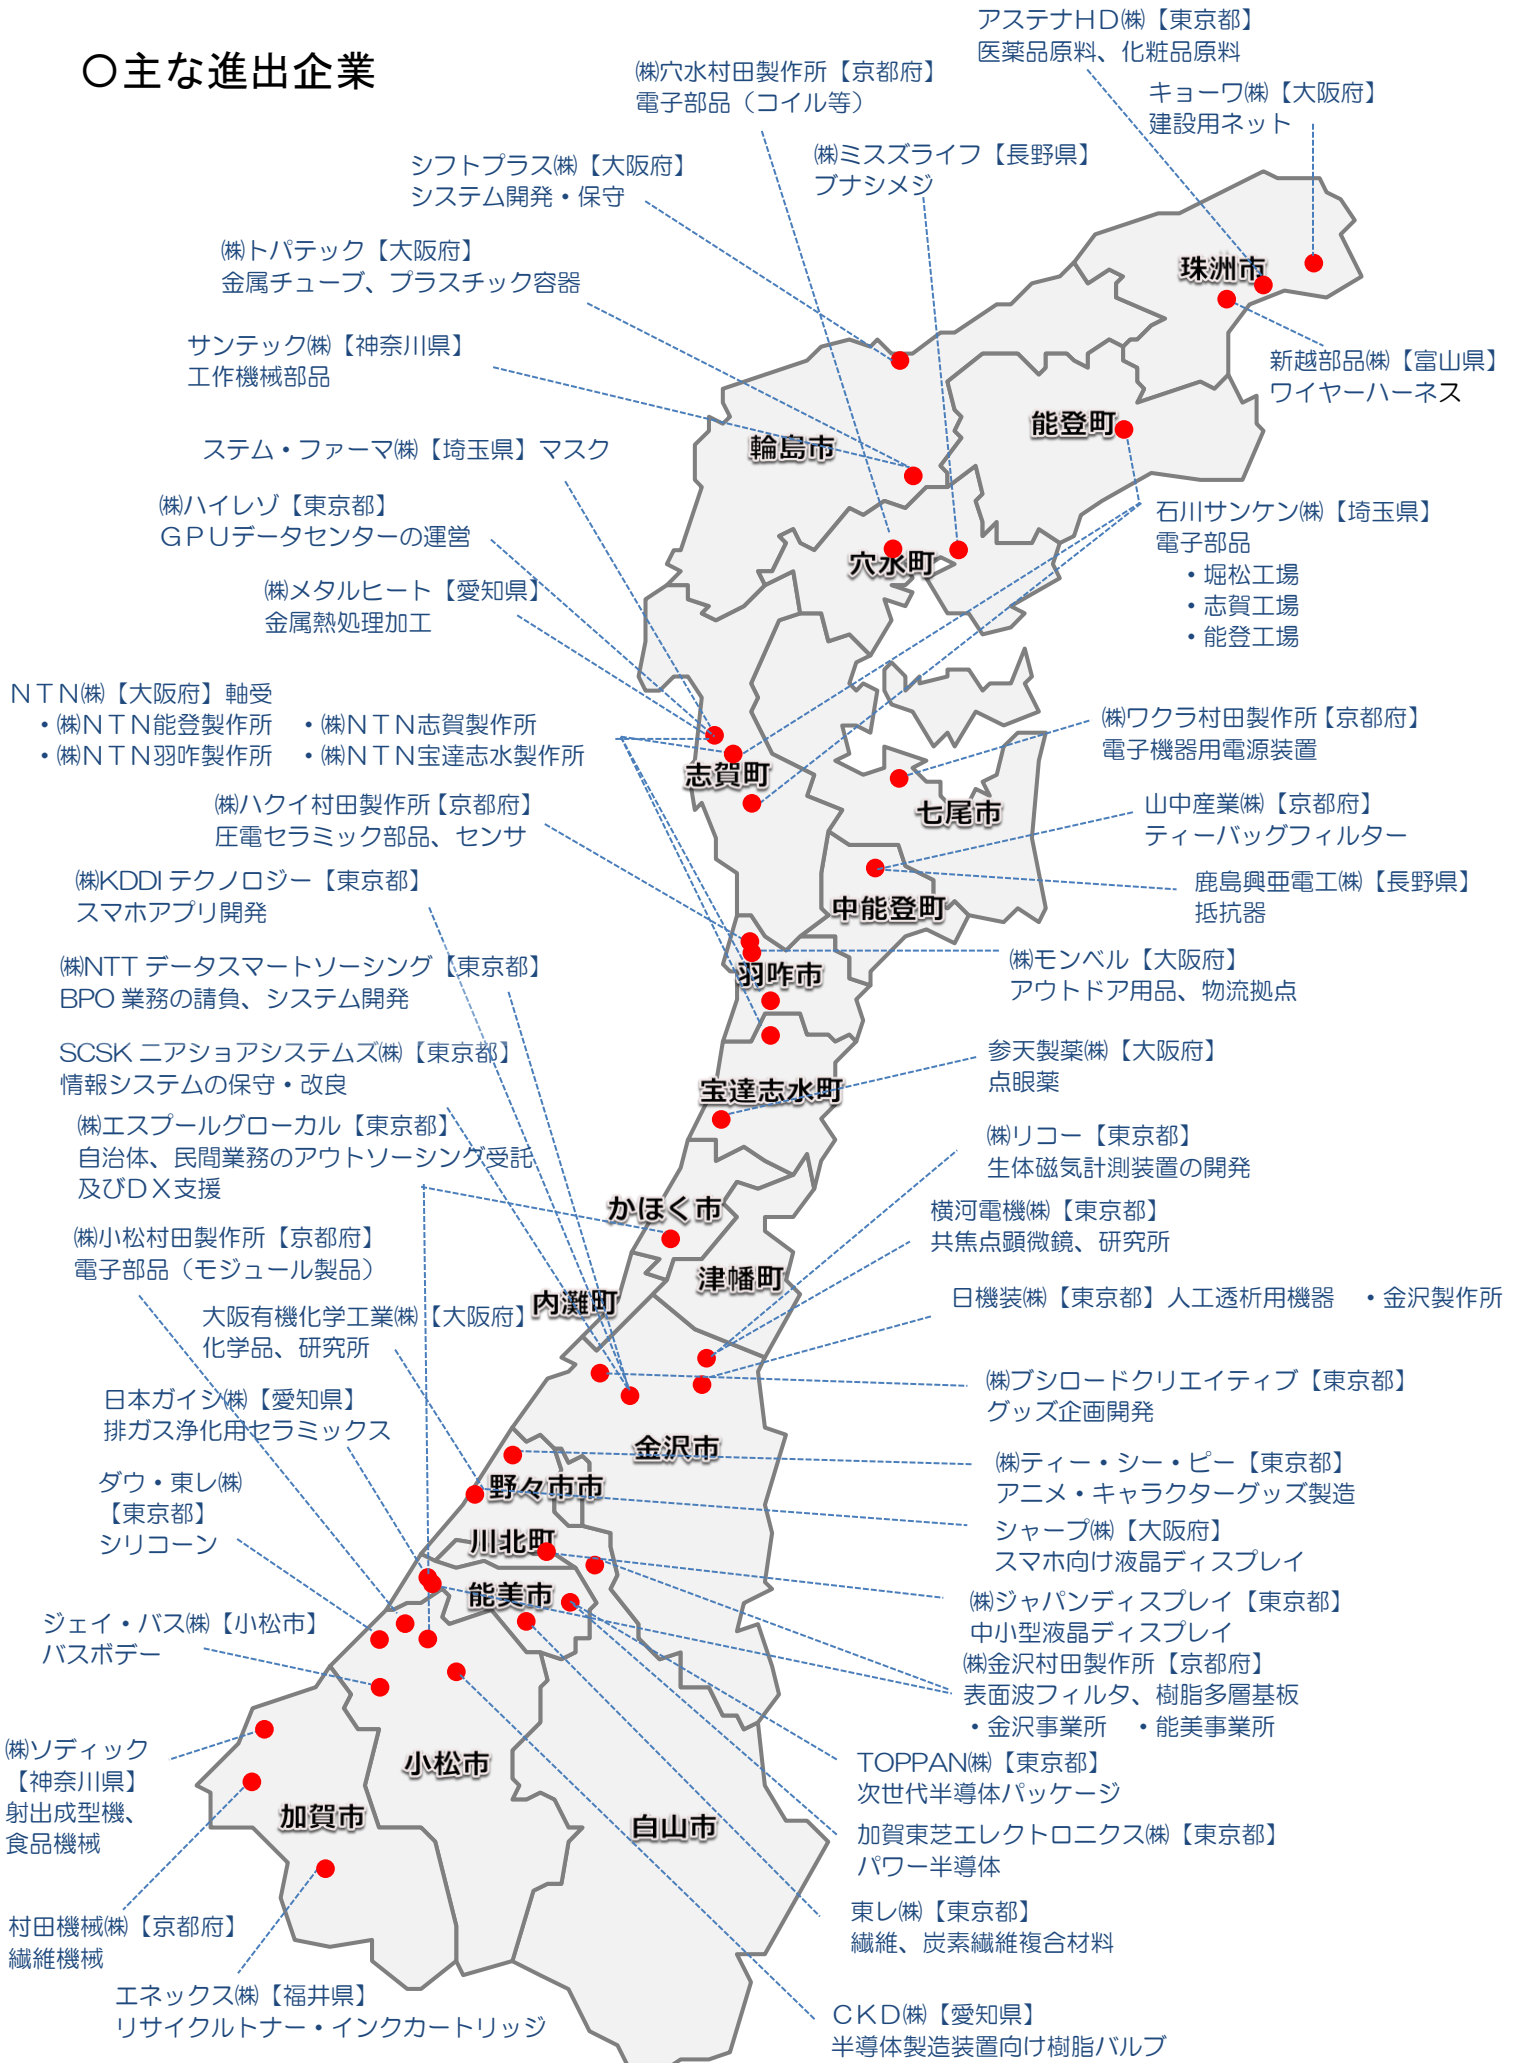 〇主な進出企業
アステナHD㈱【東京都】
医薬品原料、化粧品原料
㈱穴水村田製作所【京都府】
電子部品（コイル等）
キョーワ㈱【大阪府】
建設用ネット
シフトプラス㈱【大阪府】
システム開発・保守
㈱ミスズライフ【長野県】
ブナシメジ
㈱トパテック【大阪府】
金属チューブ、プラスチック容器
珠洲市
サンテック㈱【神奈川県】
工作機械部品
新越部品㈱【富山県】
ワイヤーハーネス
能登町
輪島市
ステム・ファーマ㈱【埼玉県】マスク
㈱ハイレゾ【東京都】
ＧＰＵデータセンターの運営
石川サンケン㈱【埼玉県】
電子部品
・堀松工場
・志賀工場
・能登工場
穴水町
㈱メタルヒート【愛知県】
金属熱処理加工
ＮＴＮ㈱【大阪府】軸受
・㈱ＮＴＮ能登製作所　・㈱ＮＴＮ志賀製作所
・㈱ＮＴＮ羽咋製作所　・㈱ＮＴＮ宝達志水製作所
㈱ワクラ村田製作所【京都府】
電子機器用電源装置
志賀町
七尾市
㈱ハクイ村田製作所【京都府】
圧電セラミック部品、センサ
山中産業㈱【京都府】
ティーバッグフィルター
㈱KDDIテクノロジー【東京都】
スマホアプリ開発
鹿島興亜電工㈱【長野県】
抵抗器
中能登町
㈱NTTデータスマートソーシング【東京都】
BPO業務の請負、システム開発
㈱モンベル【大阪府】
アウトドア用品、物流拠点
羽咋市
SCSKニアショアシステムズ㈱【東京都】
情報システムの保守・改良
参天製薬㈱【大阪府】
点眼薬
宝達志水町
㈱エスプールグローカル【東京都】
自治体、民間業務のアウトソーシング受託
及びＤＸ支援
㈱リコー【東京都】
生体磁気計測装置の開発
かほく市
㈱小松村田製作所【京都府】
電子部品（モジュール製品）
横河電機㈱【東京都】
共焦点顕微鏡、研究所
津幡町
内灘町
日機装㈱【東京都】人工透析用機器　・金沢製作所
大阪有機化学工業㈱【大阪府】
化学品、研究所
日本ガイシ㈱【愛知県】
排ガス浄化用セラミックス
㈱ブシロードクリエイティブ【東京都】
グッズ企画開発
金沢市
㈱ティー・シー・ピー【東京都】
アニメ・キャラクターグッズ製造
ダウ・東レ㈱
【東京都】
シリコーン
野々市市
シャープ㈱【大阪府】
スマホ向け液晶ディスプレイ
川北町
能美市
㈱ジャパンディスプレイ【東京都】
中小型液晶ディスプレイ
ジェイ・バス㈱【小松市】
バスボデー
㈱金沢村田製作所【京都府】
表面波フィルタ、樹脂多層基板
・金沢事業所　・能美事業所
㈱ソディック
【神奈川県】
射出成型機、
食品機械
小松市
TOPPAN㈱【東京都】
次世代半導体パッケージ
加賀市
白山市
加賀東芝エレクトロニクス㈱【東京都】
パワー半導体
村田機械㈱【京都府】
繊維機械
東レ㈱【東京都】
繊維、炭素繊維複合材料
エネックス㈱【福井県】
リサイクルトナー・インクカートリッジ
ＣＫＤ㈱【愛知県】
半導体製造装置向け樹脂バルブ